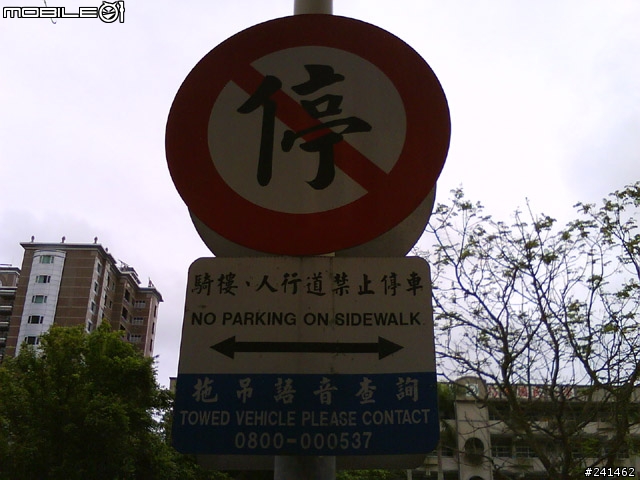 MOBILE01
停
騎樓、人行道禁止停車
NO PARKING ON SIDEWALK
拖吊語音查詢
TOWED VEHICLE PLEASE CONTACT
0800-000537
#241462